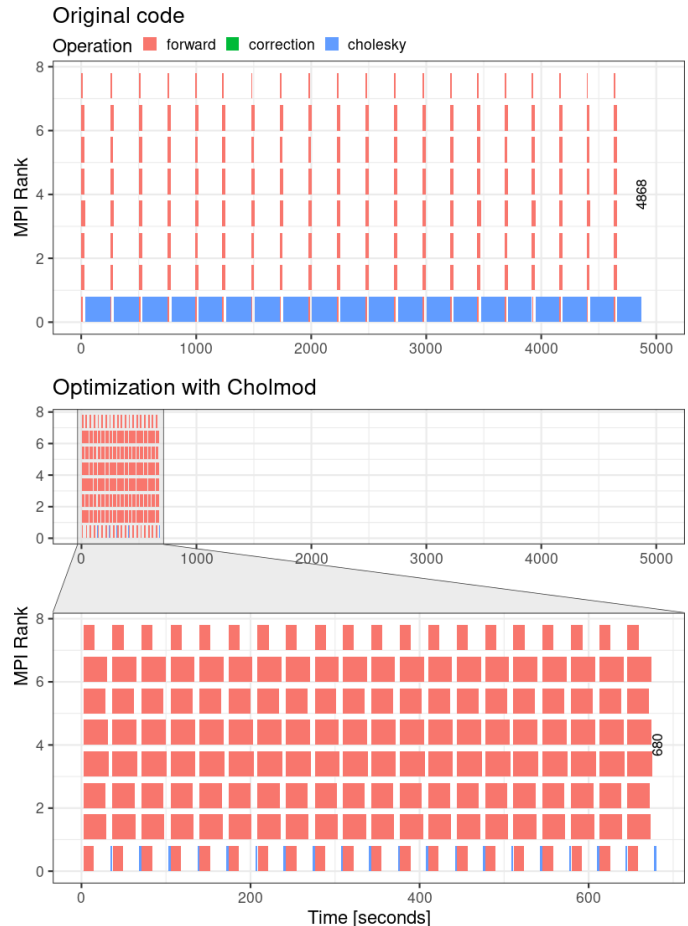 Original code
Operation forward correction cholesky
8
6
4
2
0
MPI Rank
4868
0 1000 2000 3000 4000 5000
Optimization with Cholmod
8
6
4
2
0
0 1000 2000 3000 4000 5000
8
6
4
2
0
MPI Rank
680
0 200 400 600
Time [seconds]